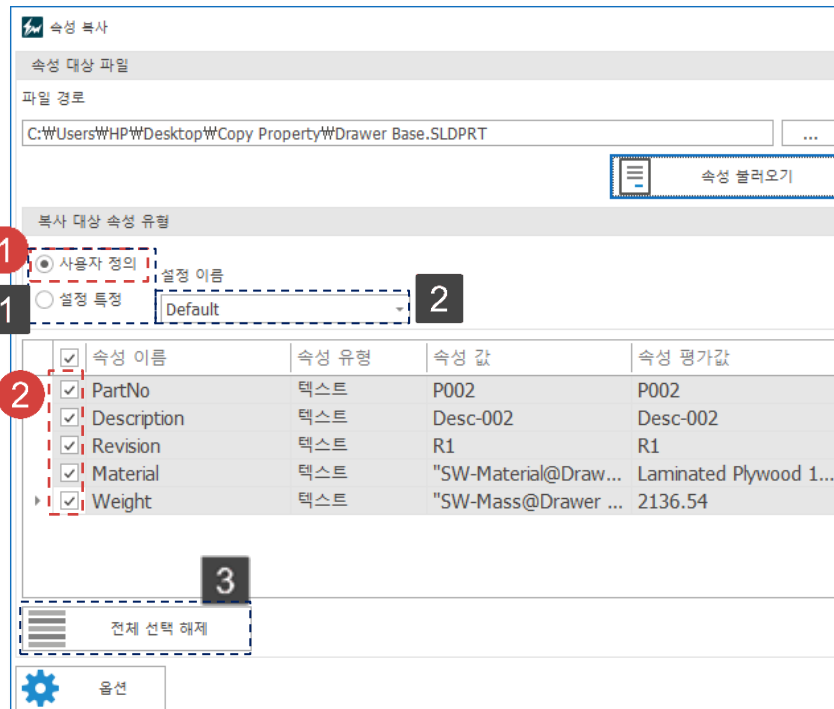 속성 복사
속성 대상 파일
파일 경로
C:₩Users₩HP₩Desktop₩Copy Property₩Drawer Base.SLDPRT ...
속성 불러오기
복사 대상 속성 유형
1 사용자 정의
설정 이름
1 설정 특정 Default 2
속성 이름 속성 유형 속성 값 속성 평가값
2 PartNo 텍스트 P002 P002
Description 텍스트 Desc-002 Desc-002
Revision 텍스트 R1 R1
Material 텍스트 "SW-Material@Draw... Laminated Plywood 1...
Weight 텍스트 "SW-Mass@Drawer ... 2136.54
3
전체 선택 해제
옵션